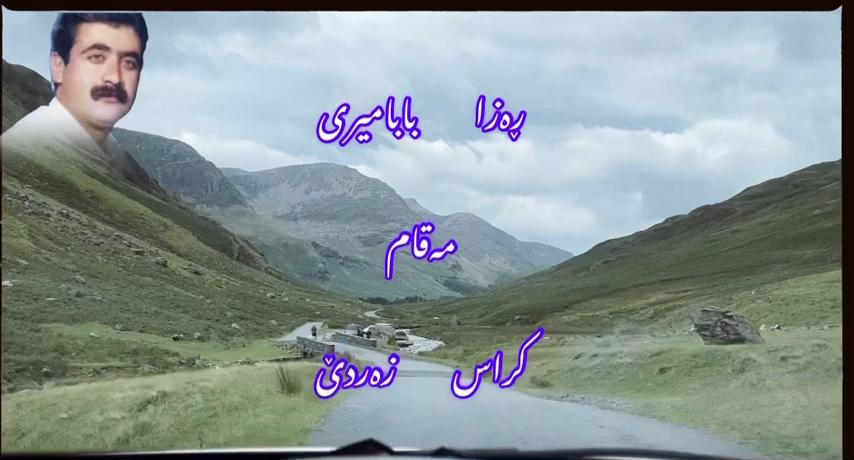 ڕەزا بابامیری
مەقام
کراس زەردێ